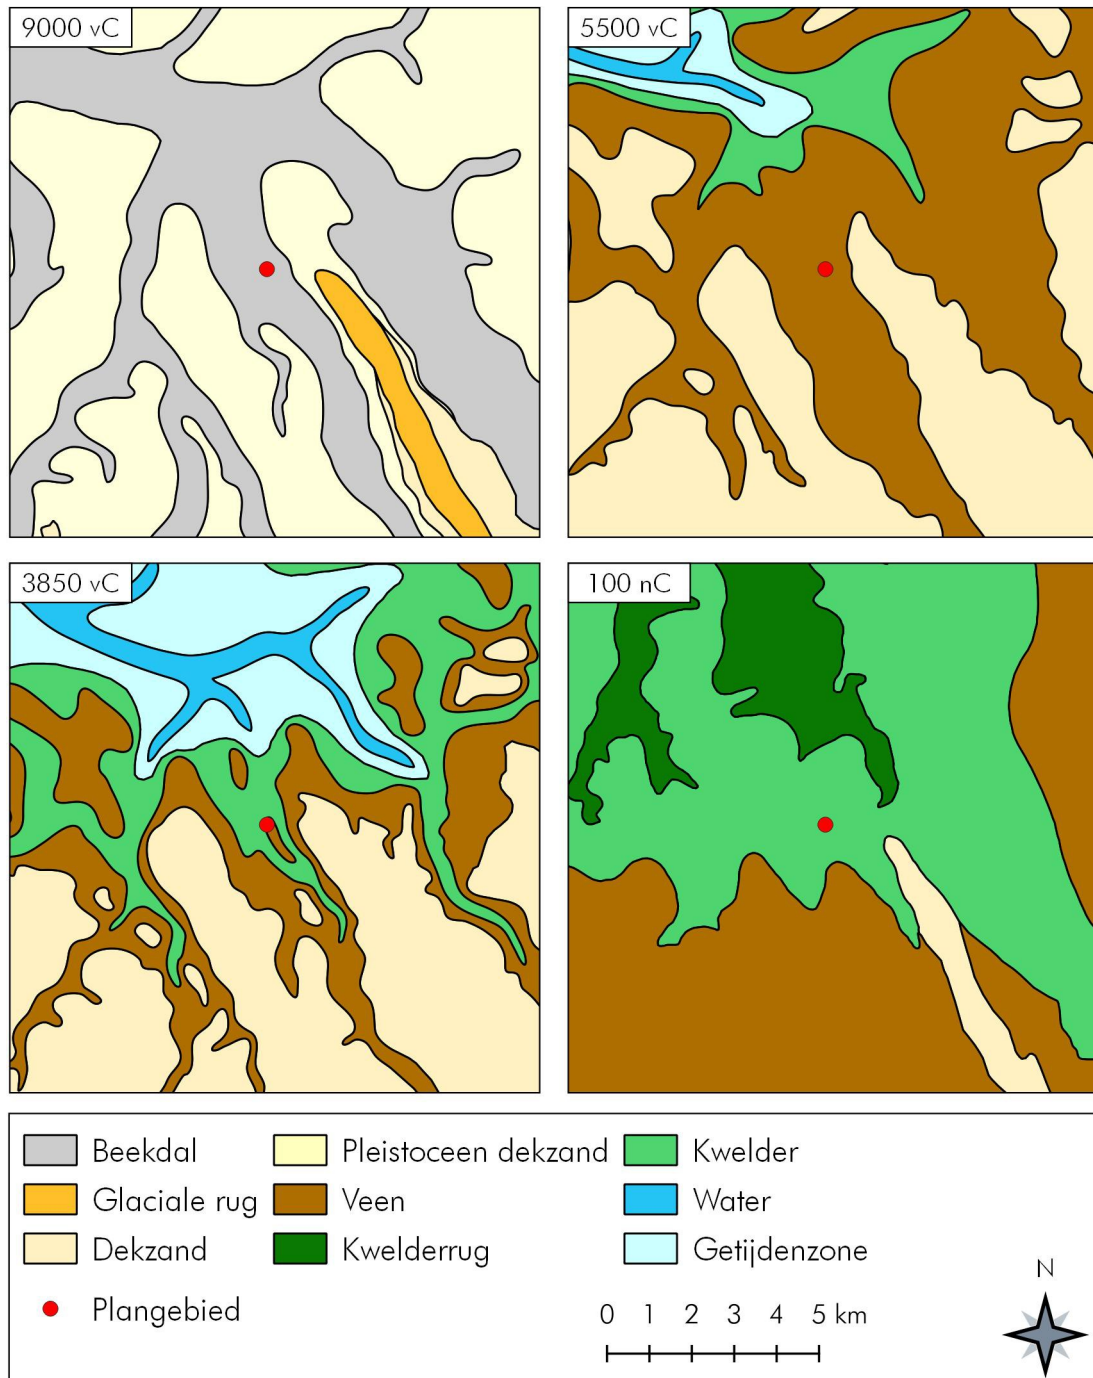 9000 vC
5500 vC
3850 vC
100 nC
Beekdal
Pleistoceen dekzand
Kwelder
Glaciale rug
Veen
Water
Dekzand
Kwelderrug
Getijdenzone
Plangebied
0 1 2 3 4 5 km
N